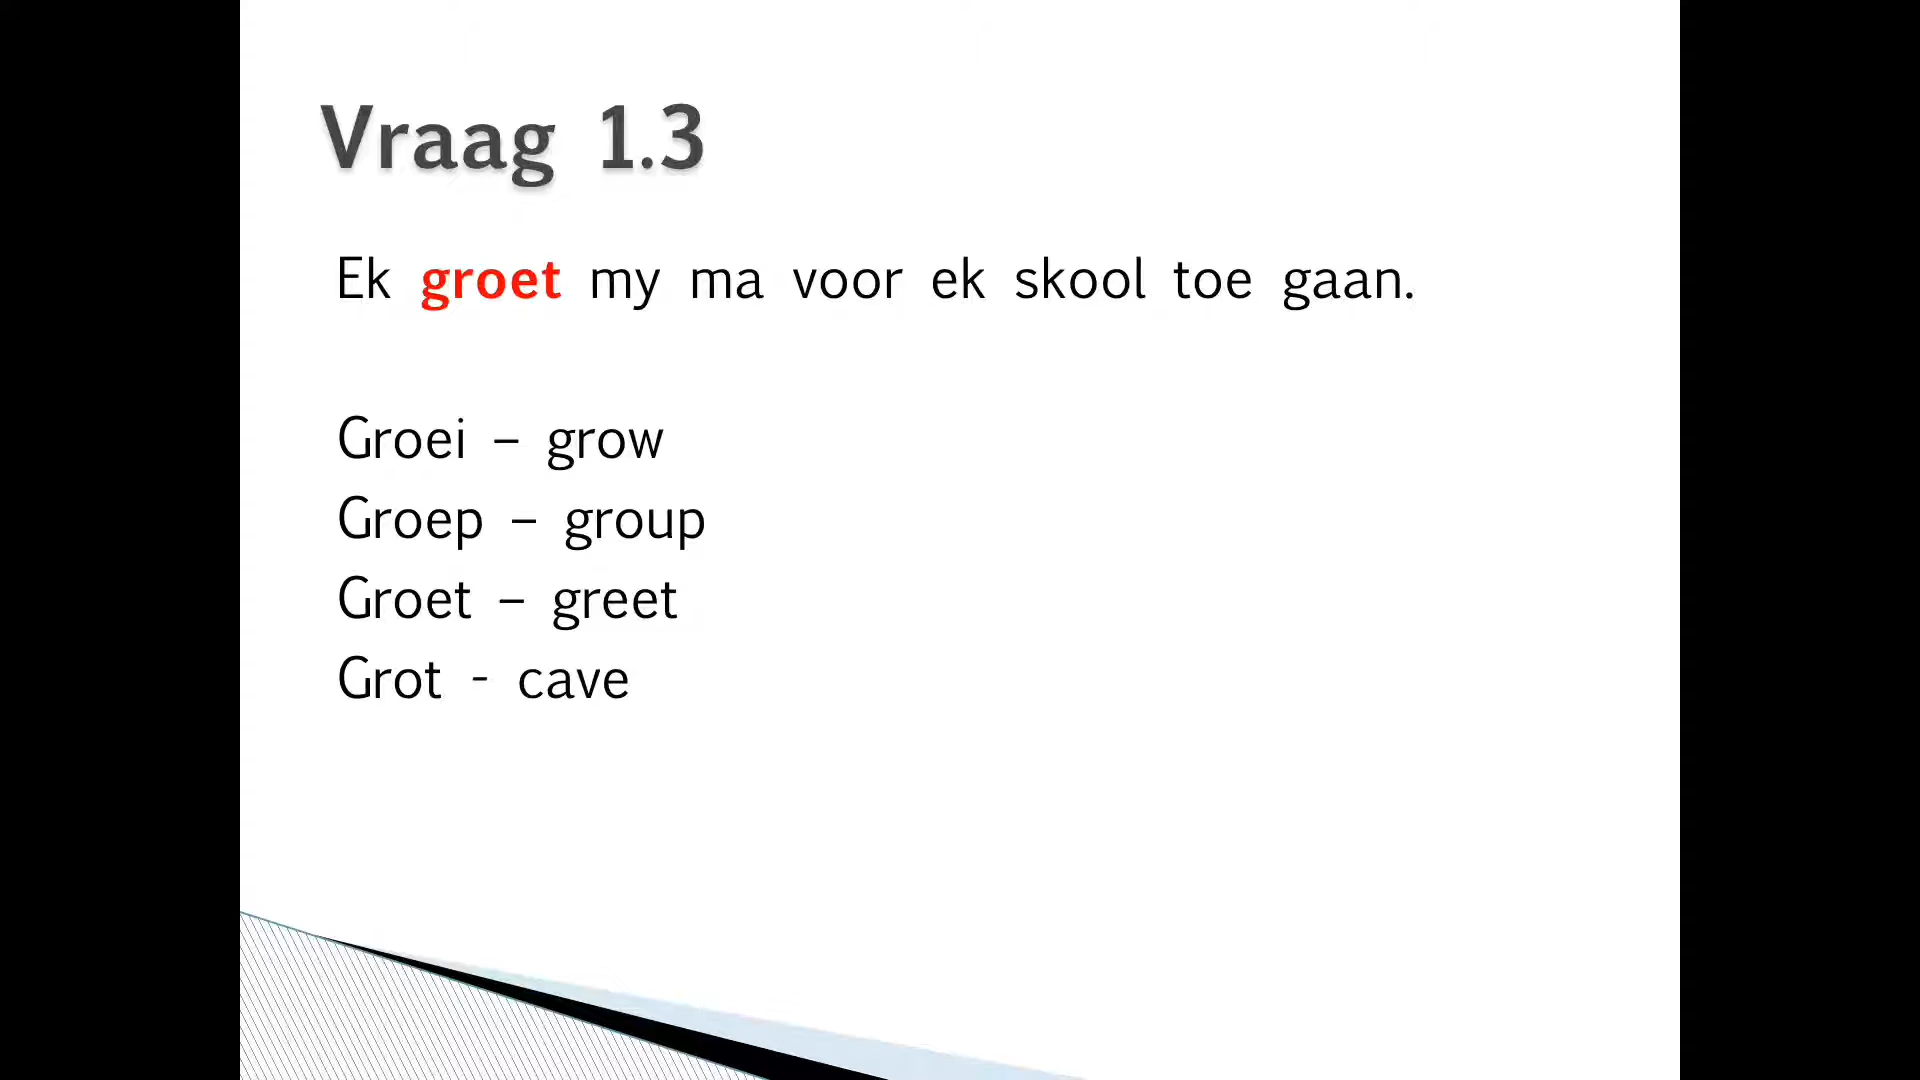 Vraag 1.3
Ek groet my ma voor ek skool toe gaan.
Groei – grow
Groep – group
Groet – greet
Grot - cave